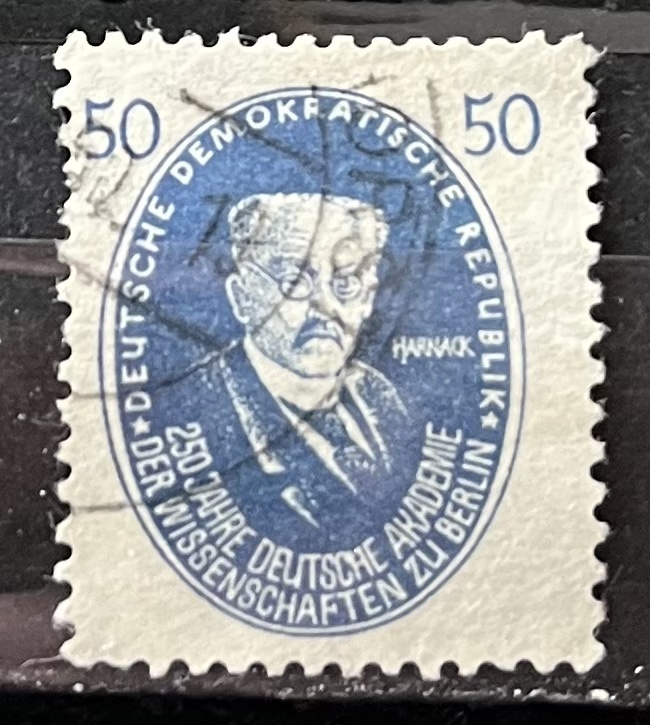 50
50
DEUTSCHE DEMOKRATISCHE REPUBLIK
HARNACK
250 JAHRE DEUTSCHE AKADEMIE
DER WISSENSCHAFTEN ZU BERLIN